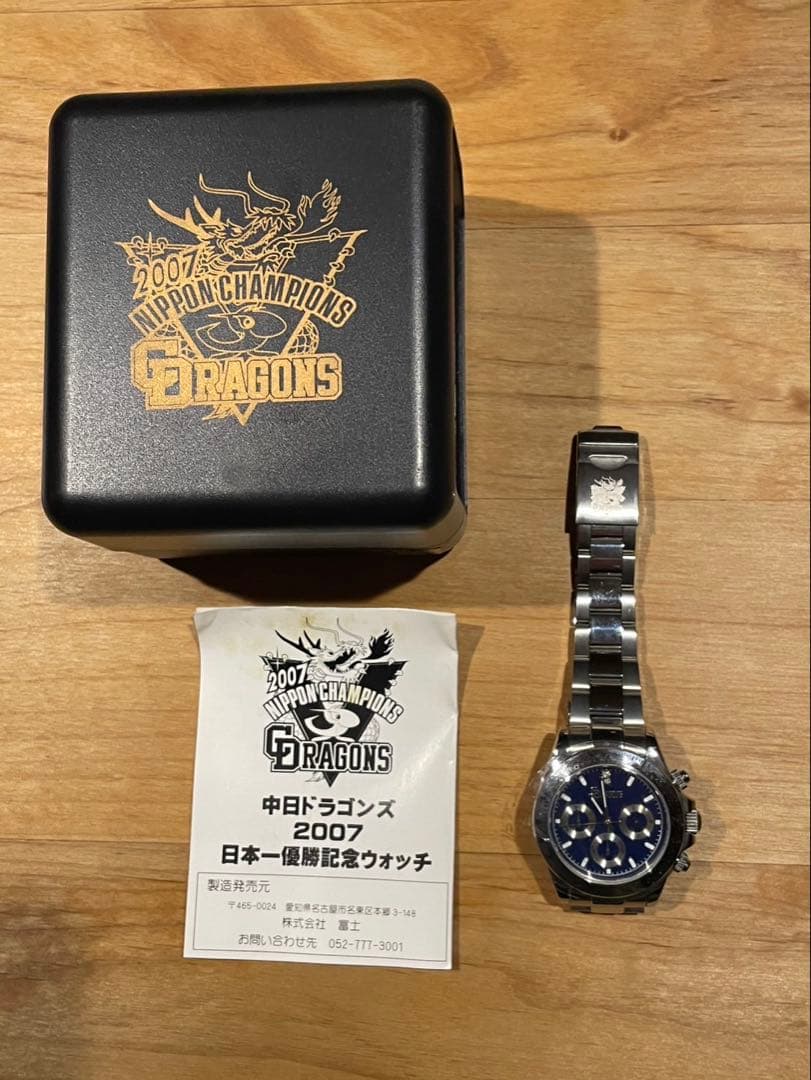 2007
NIPPON CHAMPIONS
CD DRAGONS
2007
NIPPON CHAMPIONS
CD DRAGONS
中日ドラゴンズ
2007
日本一優勝記念ウォッチ
製造発売元
〒465-0024 愛知県名古屋市名東区本郷3-148
株式会社 冨士
お問い合わせ先 052-777-3001